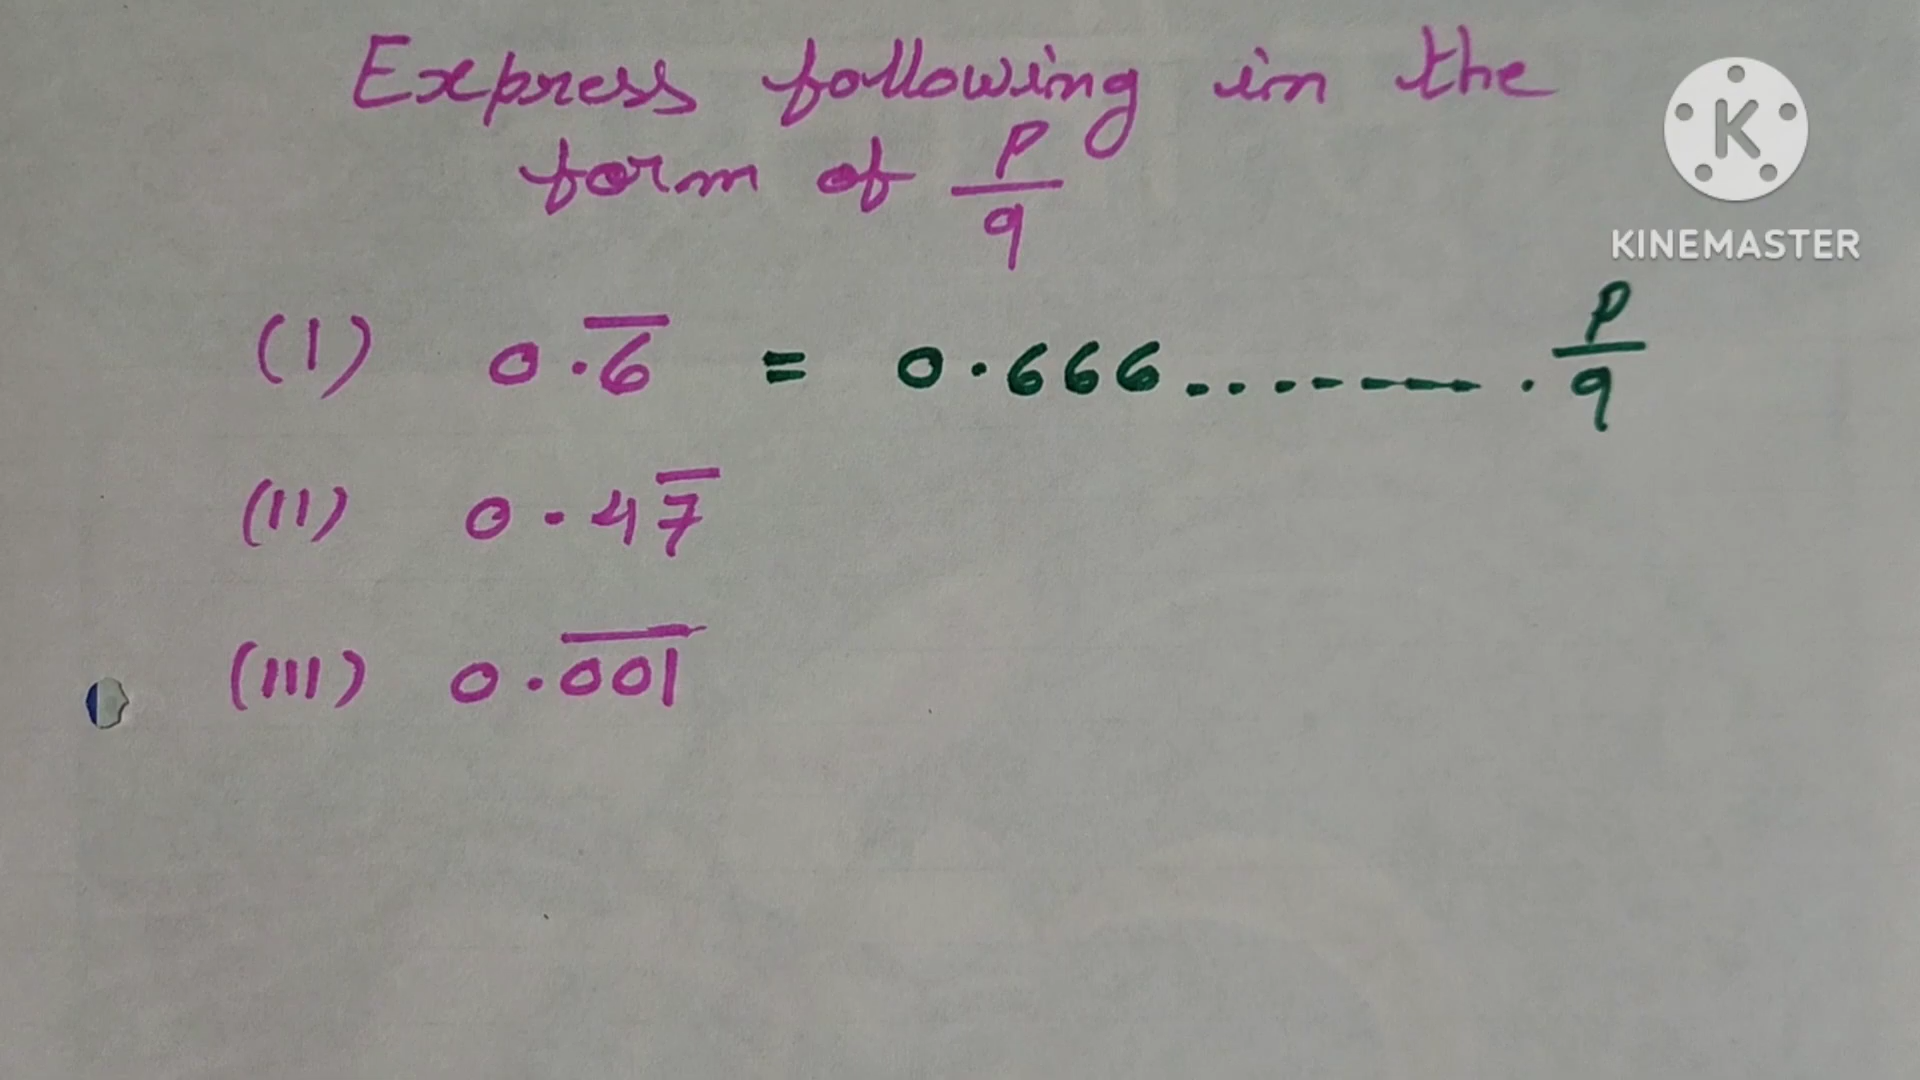 Express following in the
form of p/q
K
KINEMASTER
(I) 0.6̅ = 0.666........... p/q
(II) 0.47̅
(III) 0.0̅0̅1̅